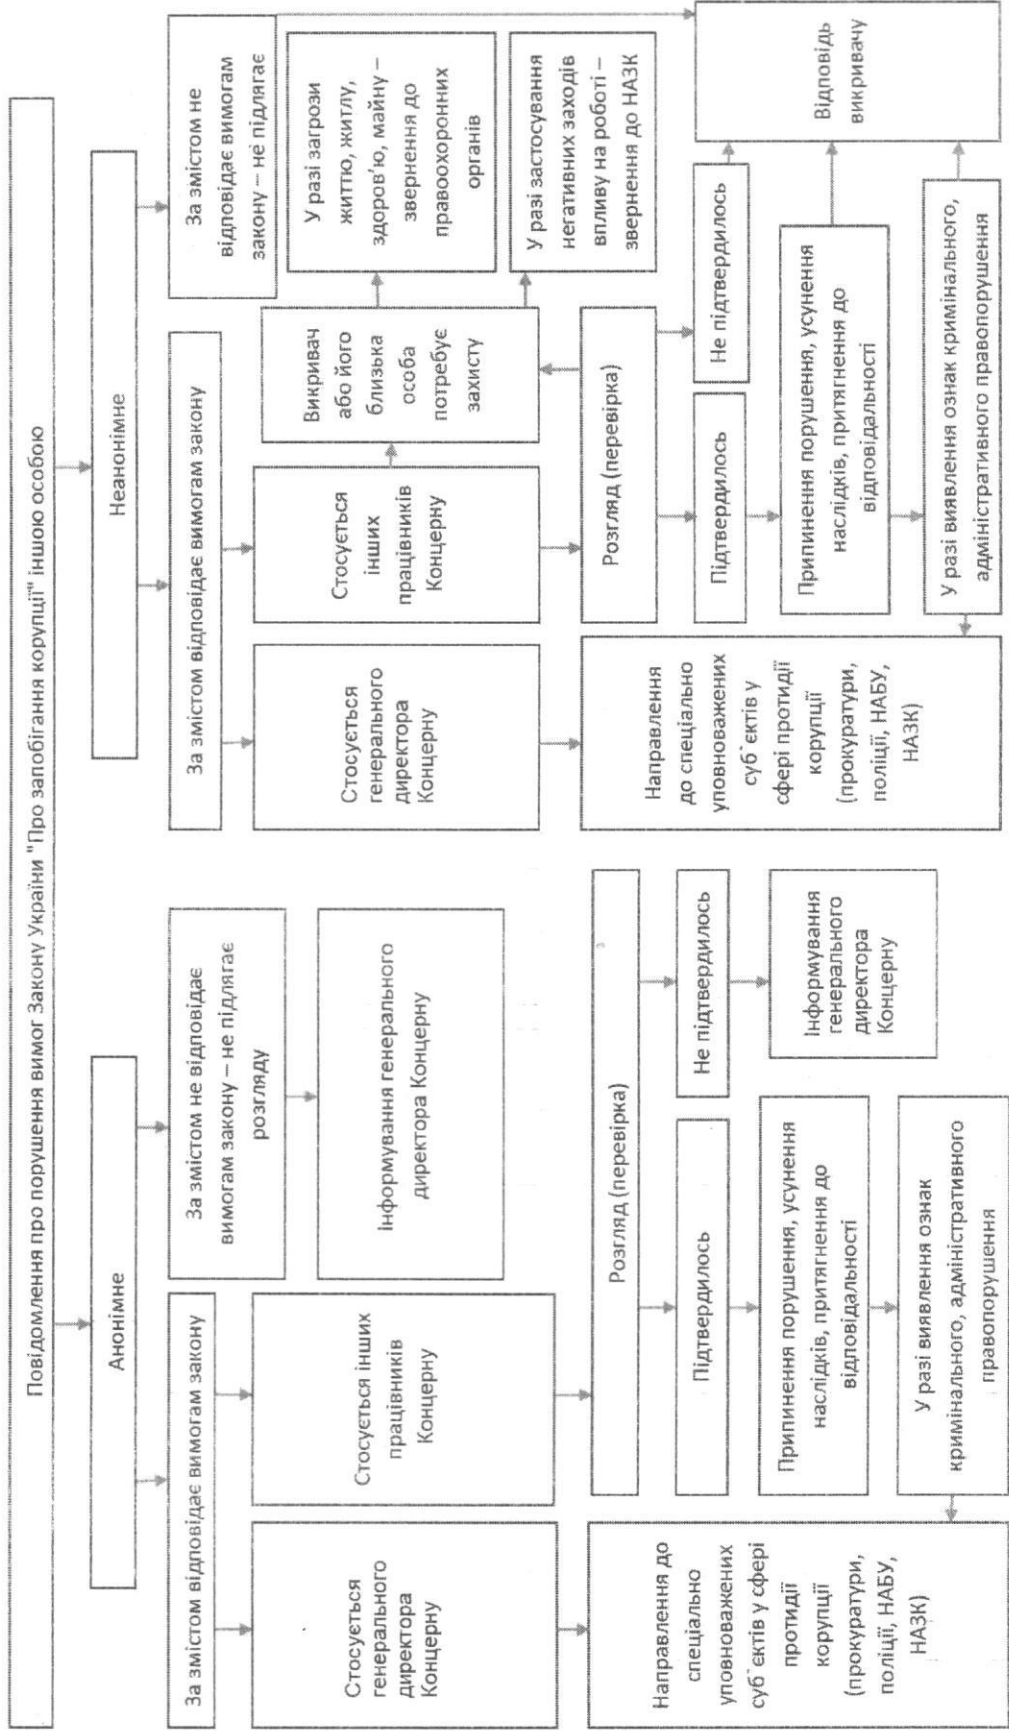 Повідомлення про порушення вимог Закону України "Про запобігання корупції" іншою особою
Анонімне
Неанонімне
За змістом відповідає вимогам закону
За змістом не відповідає
вимогам закону – не підлягає
розгляду
За змістом відповідає вимогам закону
За змістом не
відповідає вимогам
закону – не підлягає
Стосується
генерального
директора
Концерну
Стосується інших
працівників
Концерну
Інформування генерального
директора Концерну
Стосується
генерального
директора
Концерну
Стосується
інших
працівників
Концерну
Викривач
або його
близька
особа
потребує
захисту
У разі загрози
життю, житлу,
здоров'ю, майну –
звернення до
правоохоронних
органів
У разі застосування
негативних заходів
впливу на роботі –
звернення до НАЗК
Направлення до
спеціально
уповноважених
суб`єктів у сфері
протидії
корупції
(прокуратури,
поліції, НАБУ,
НАЗК)
Розгляд (перевірка)
Підтвердилось
Не підтвердилось
Припинення порушення, усунення
наслідків, притягнення до
відповідальності
Інформування
генерального
директора
Концерну
У разі виявлення ознак
кримінального, адміністративного
правопорушення
Направлення
до спеціально
уповноважених
суб`єктів у
сфері протидії
корупції
(прокуратури,
поліції, НАБУ,
НАЗК)
Розгляд (перевірка)
Підтвердилось
Не підтвердилось
Припинення порушення, усунення
наслідків, притягнення до
відповідальності
У разі виявлення ознак кримінального,
адміністративного правопорушення
Відповідь
викривачу